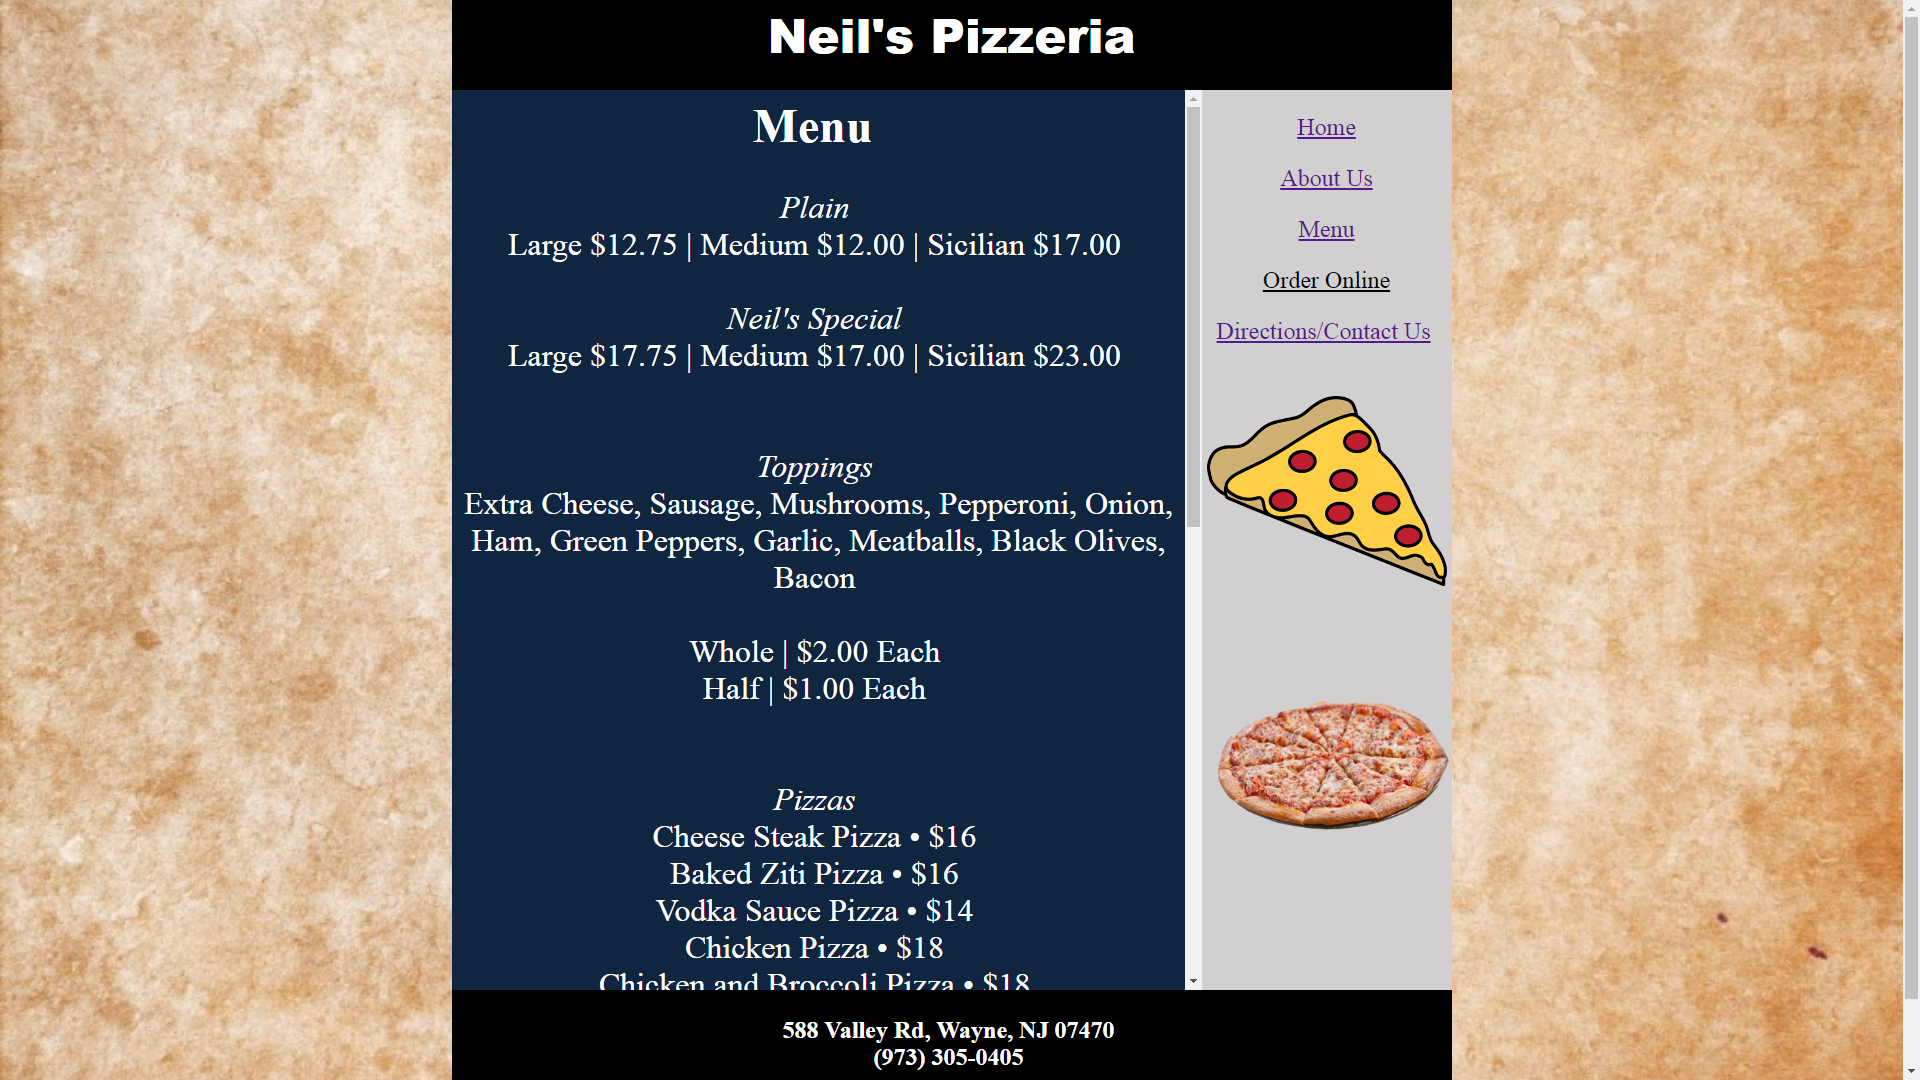 Neil's Pizzeria
Menu
Plain
Large $12.75 | Medium $12.00 | Sicilian $17.00
Neil's Special
Large $17.75 | Medium $17.00 | Sicilian $23.00
Toppings
Extra Cheese, Sausage, Mushrooms, Pepperoni, Onion,
Ham, Green Peppers, Garlic, Meatballs, Black Olives,
Bacon
Whole | $2.00 Each
Half | $1.00 Each
Pizzas
Cheese Steak Pizza • $16
Baked Ziti Pizza • $16
Vodka Sauce Pizza • $14
Chicken Pizza • $18
Chicken and Broccoli Pizza • $18
Home
About Us
Menu
Order Online
Directions/Contact Us
588 Valley Rd, Wayne, NJ 07470
(973) 305-0405